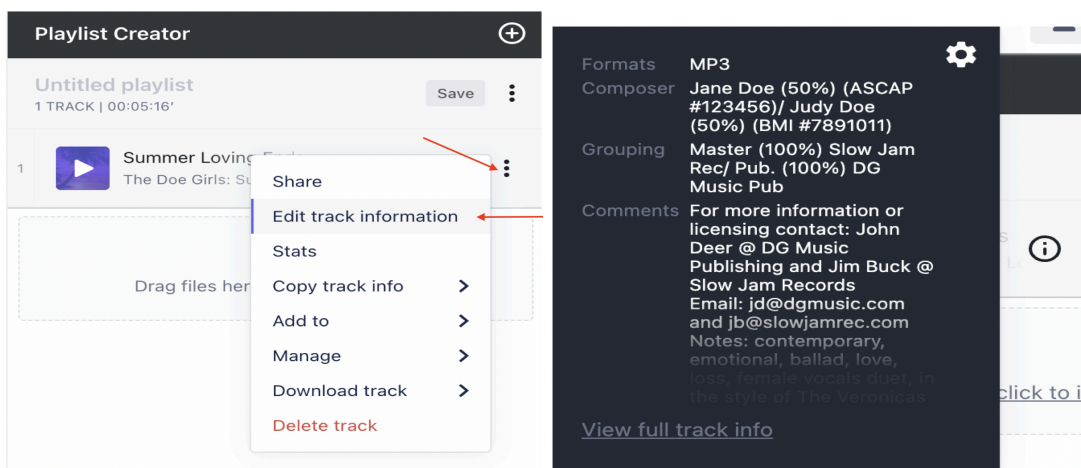 Playlist Creator
Untitled playlist
1 TRACK | 00:05:16'
Save
1
Summer Loving
The Doe Girls: Su
Share
Edit track information
Stats
Copy track info
Add to
Manage
Download track
Delete track
Drag files her
Formats MP3
Composer Jane Doe (50%) (ASCAP
#123456)/ Judy Doe
(50%) (BMI #7891011)
Grouping Master (100%) Slow Jam
Rec/ Pub. (100%) DG
Music Pub
Comments For more information or
licensing contact: John
Deer @ DG Music
Publishing and Jim Buck @
Slow Jam Records
Email: jd@dgmusic.com
and jb@slowjamrec.com
Notes: contemporary,
emotional, ballad, love,
loss, female vocals duet, in
the style of The Veronicas
View full track info
click to i